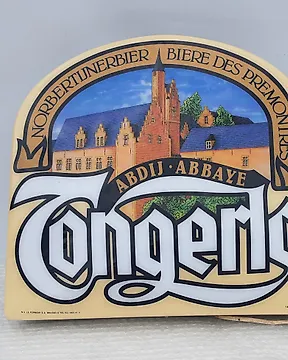 NORBERTIJNERBIER BIERE DES PREMONTRES
ABDIJ · ABBAYE
Tongerlo